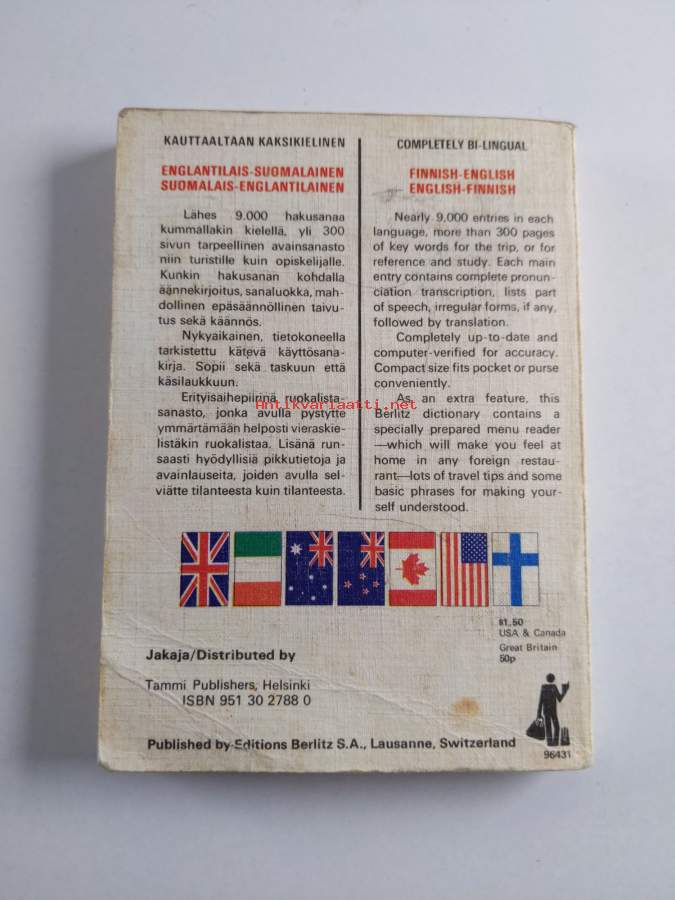 KAUTTAALTAAN KAKSIKIELINEN
ENGLANTILAIS-SUOMALAINEN
SUOMALAIS-ENGLANTILAINEN
Lähes 9.000 hakusanaa
kummallakin kielellä, yli 300
sivun tarpeellinen avainsanasto
niin turistille kuin opiskelijalle.
Kunkin hakusanan kohdalla
äännekirjoitus, sanaluokka, mah-
dollinen epäsäännöllinen taivu-
tus sekä käännös.
Nykyaikainen, tietokoneella
tarkistettu kätevä käyttösana-
kirja. Sopii sekä taskuun että
käsilaukkuun.
Erityisaihepiirinä ruokalista-
sanasto, jonka avulla pystytte
ymmärtämään helposti vieraskie-
listäkin ruokalistaa. Lisänä run-
saasti hyödyllisiä pikkutietoja ja
avainlauseita, joiden avulla sel-
viätte tilanteesta kuin tilanteesta.
COMPLETELY BI-LINGUAL
FINNISH-ENGLISH
ENGLISH-FINNISH
Nearly 9,000 entries in each
language, more than 300 pages
of key words for the trip, or for
reference and study. Each main
entry contains complete pronun-
ciation transcription, lists part
of speech, irregular forms, if any,
followed by translation.
Completely up-to-date and
computer-verified for accuracy.
Compact size fits pocket or purse
conveniently.
As an extra feature, this
Berlitz dictionary contains a
specially prepared menu reader
—which will make you feel at
home in any foreign restau-
rant—lots of travel tips and some
basic phrases for making your-
self understood.
Antikvariaatti.net
$1.50
USA & Canada
Great Britain
50p
Jakaja/Distributed by
Tammi Publishers, Helsinki
ISBN 951 30 2788 0
Published by Editions Berlitz S.A., Lausanne, Switzerland
96431